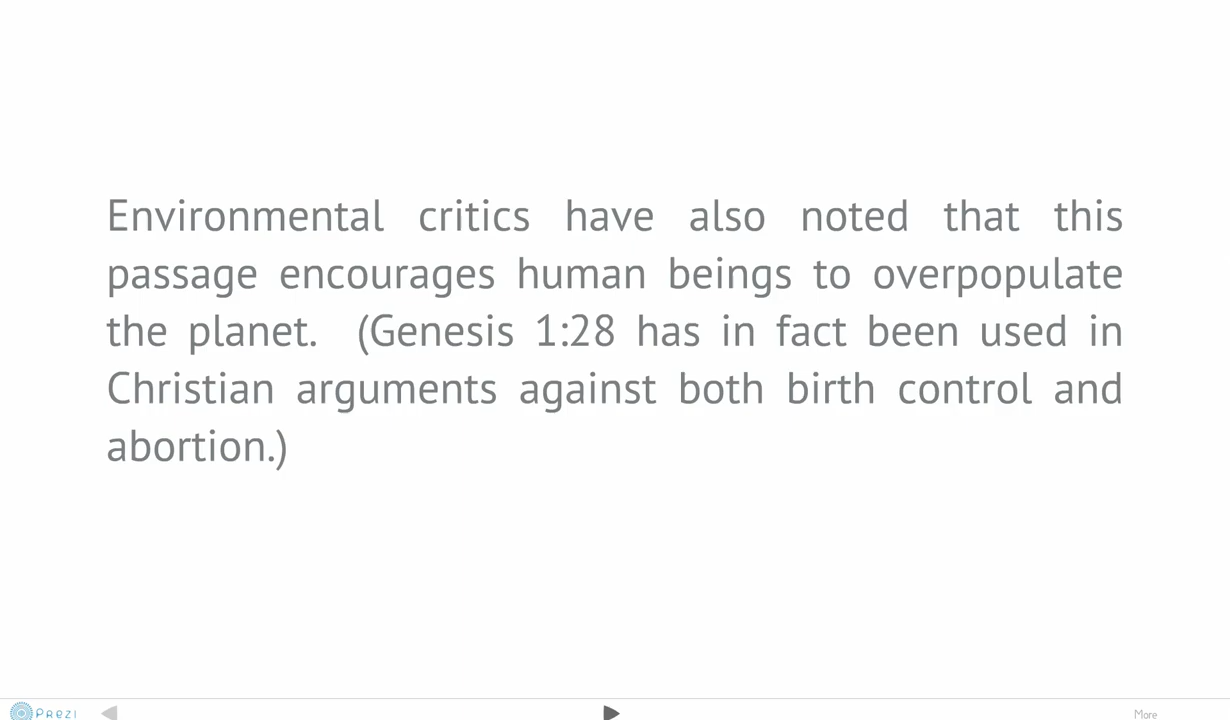 Environmental critics have also noted that this
passage encourages human beings to overpopulate
the planet. (Genesis 1:28 has in fact been used in
Christian arguments against both birth control and
abortion.)
Prezi
More